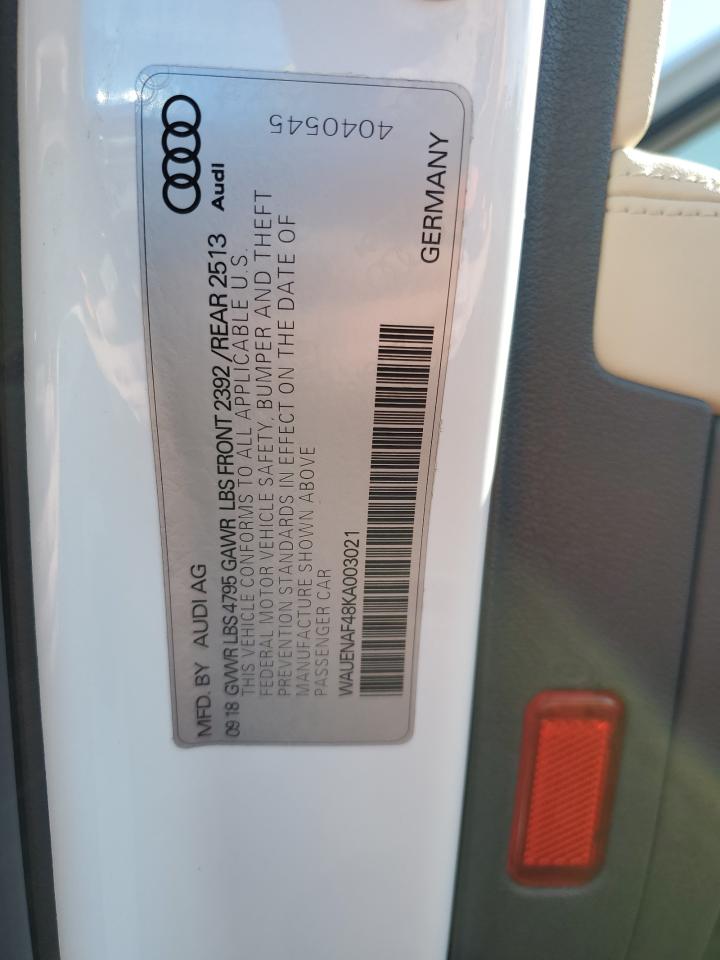 MFD. BY AUDI AG
Audi
09 18 GVWR LBS 4795 GAWR LBS FRONT 2392 / REAR 2513
THIS VEHICLE CONFORMS TO ALL APPLICABLE U.S.
FEDERAL MOTOR VEHICLE SAFETY, BUMPER AND THEFT
PREVENTION STANDARDS IN EFFECT ON THE DATE OF
MANUFACTURE SHOWN ABOVE
PASSENGER CAR
WAUENAF48KA003021
GERMANY
4040545